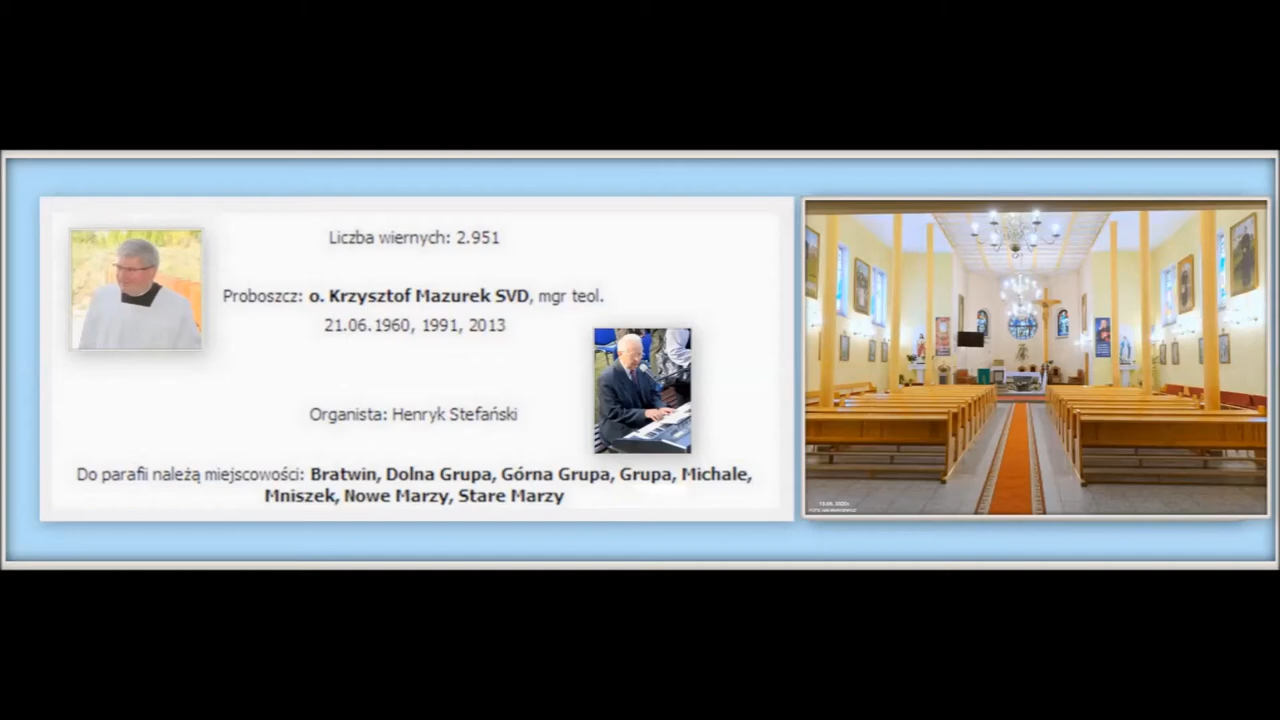 Liczba wiernych: 2.951
Proboszcz: o. Krzysztof Mazurek SVD, mgr teol.
21.06.1960, 1991, 2013
Organista: Henryk Stefański
Do parafii należą miejscowości: Bratwin, Dolna Grupa, Górna Grupa, Grupa, Michale,
Mniszek, Nowe Marzy, Stare Marzy